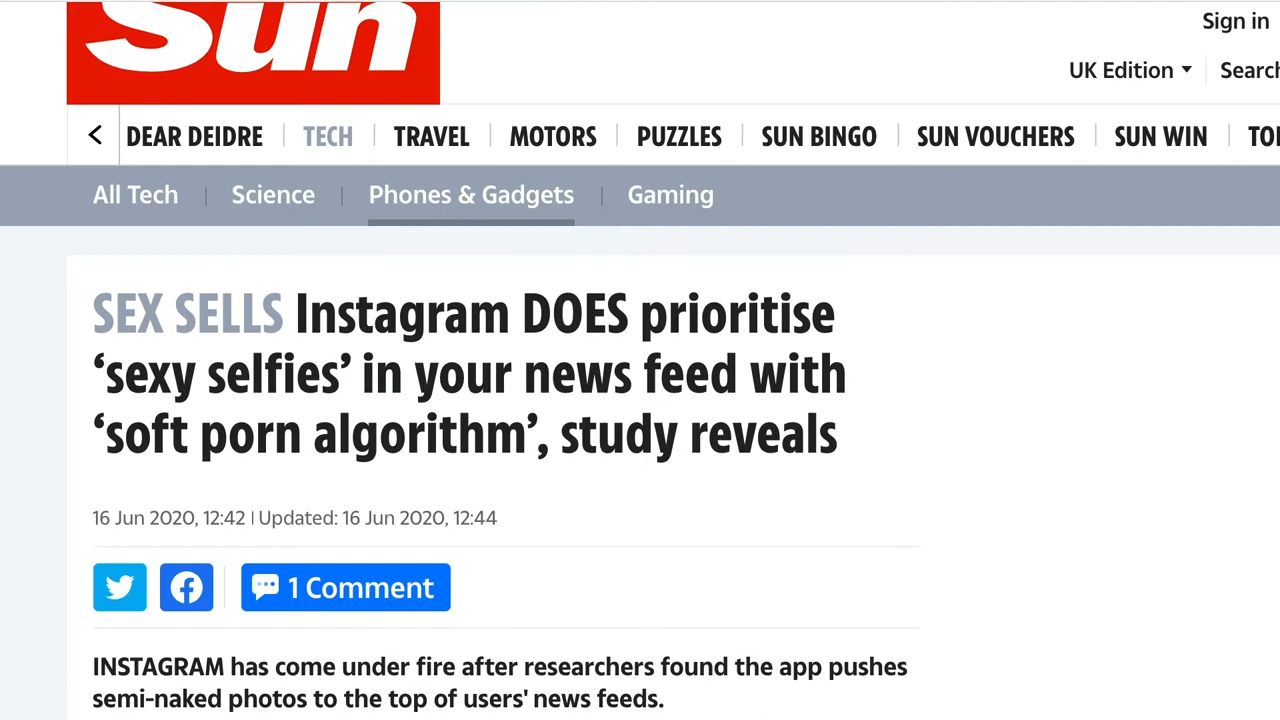 Sun
Sign in
UK Edition
Search
DEAR DEIDRE
TECH
TRAVEL
MOTORS
PUZZLES
SUN BINGO
SUN VOUCHERS
SUN WIN
All Tech
Science
Phones & Gadgets
Gaming
SEX SELLS Instagram DOES prioritise
‘sexy selfies’ in your news feed with
‘soft porn algorithm’, study reveals
16 Jun 2020, 12:42 | Updated: 16 Jun 2020, 12:44
1 Comment
INSTAGRAM has come under fire after researchers found the app pushes
semi-naked photos to the top of users' news feeds.